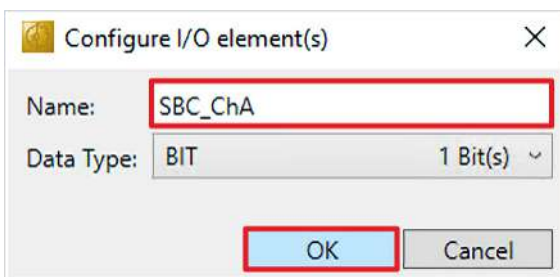 Configure I/O element(s)
Name: SBC_ChA
Data Type: BIT 1 Bit(s)
OK Cancel